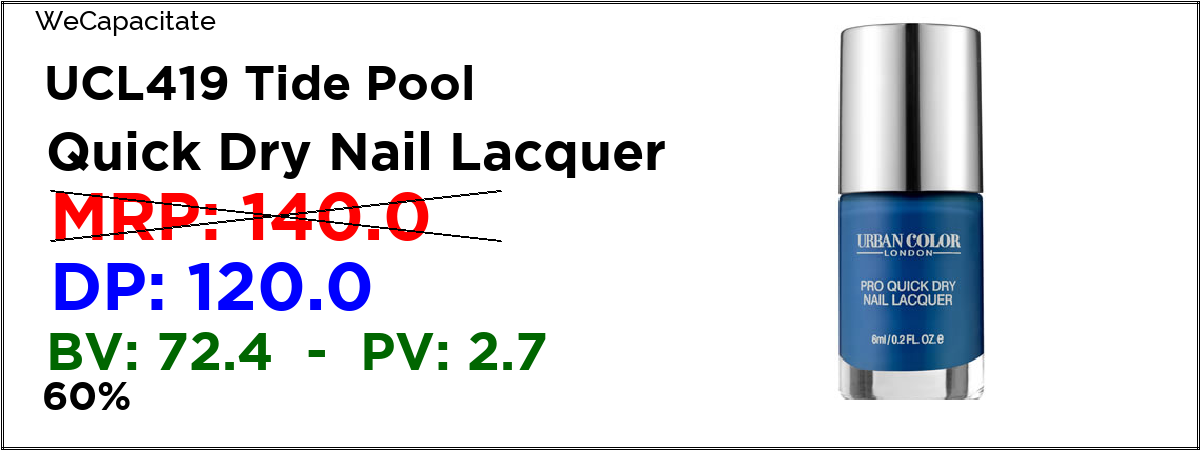 WeCapacitate
UCL419 Tide Pool
Quick Dry Nail Lacquer
MRP: 140.0
DP: 120.0
BV: 72.4 - PV: 2.7
60%
URBAN COLOR
LONDON
PRO QUICK DRY
NAIL LACQUER
6ml/0.2 FL. OZ.℮